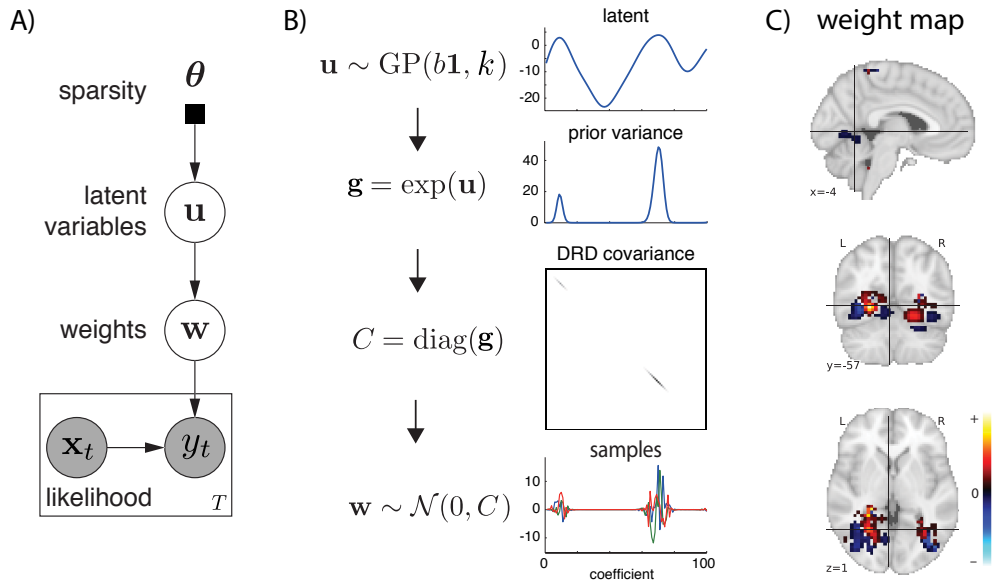 A)
θ
sparsity
latent
variables
u
weights
w
x_t
y_t
likelihood
T
B)
u ∼ GP(b1, k)
g = exp(u)
C = diag(g)
w ∼ 𝒩(0, C)
latent
0
-10
-20
prior variance
40
20
0
DRD covariance
samples
10
0
-10
0
100
coefficient
C)
weight map
x=-4
L
R
y=-57
L
R
z=1
+
0
−